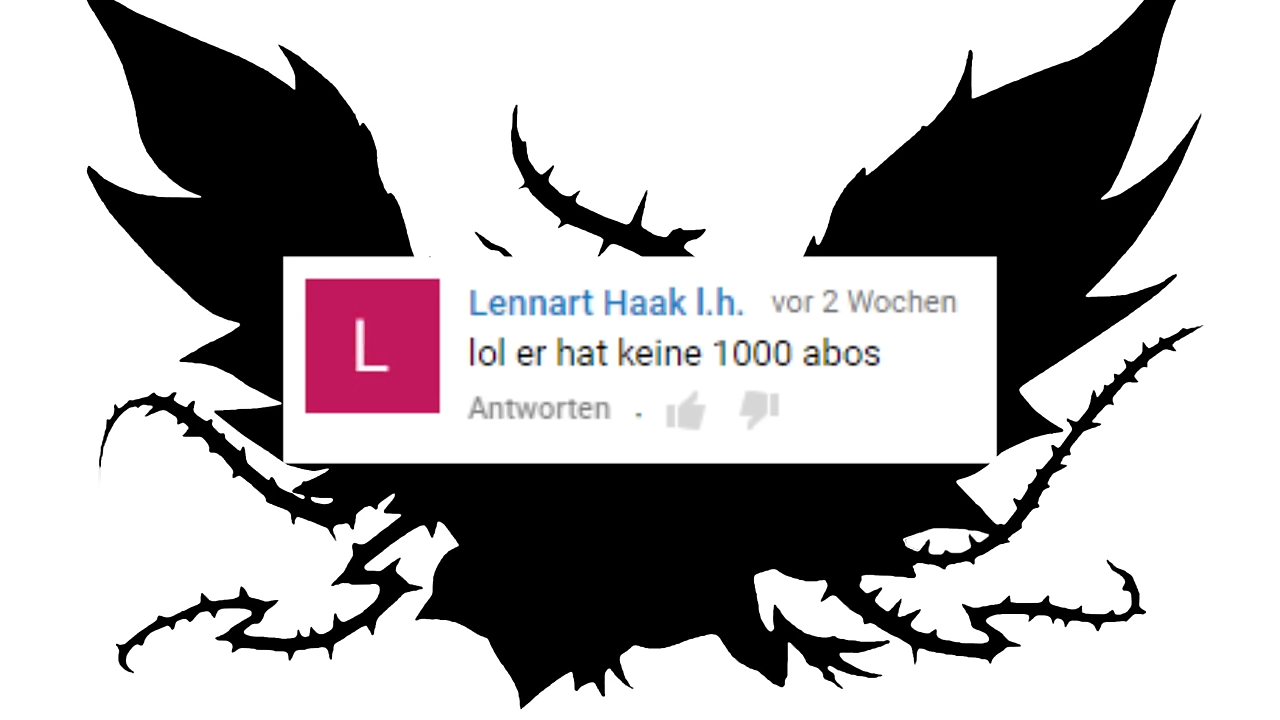 L
Lennart Haak l.h. vor 2 Wochen
lol er hat keine 1000 abos
Antworten .